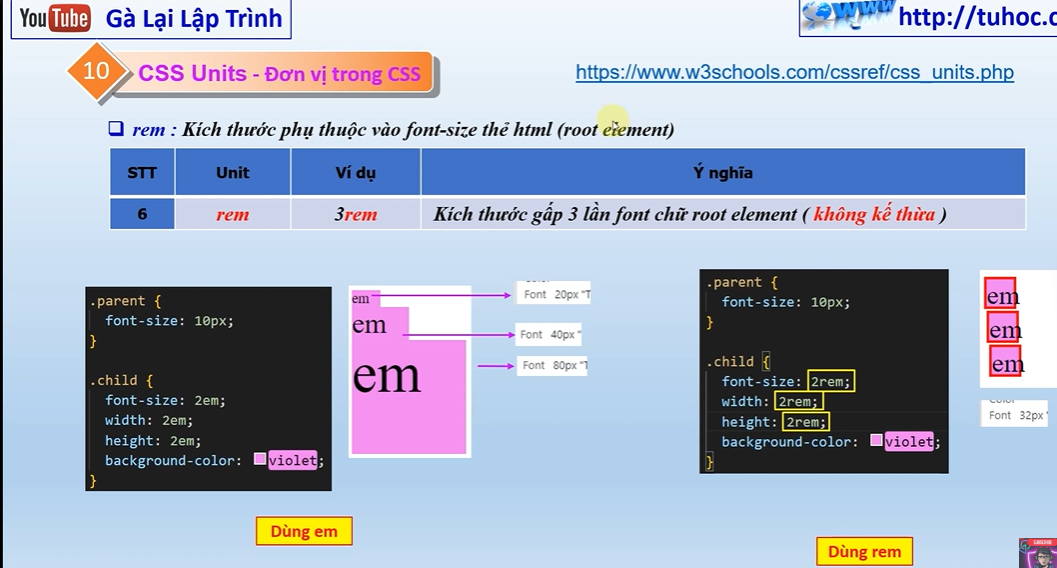 YouTube Gà Lại Lập Trình
www http://tuhoc.c
10 CSS Units - Đơn vị trong CSS
https://www.w3schools.com/cssref/css_units.php
❑ rem : Kích thước phụ thuộc vào font-size thẻ html (root element)
STT Unit Ví dụ Ý nghĩa
6 rem 3rem Kích thước gấp 3 lần font chữ root element ( không kế thừa )
.parent {
font-size: 10px;
}
.child {
font-size: 2em;
width: 2em;
height: 2em;
background-color: violet;
}
em
em
em
Font 20px "T
Font 40px "
Font 80px "T
Dùng em
.parent {
font-size: 10px;
}
.child {
font-size: 2rem;
width: 2rem;
height: 2rem;
background-color: violet;
}
em
em
em
Font 32px
Dùng rem
SUBSCRIBE